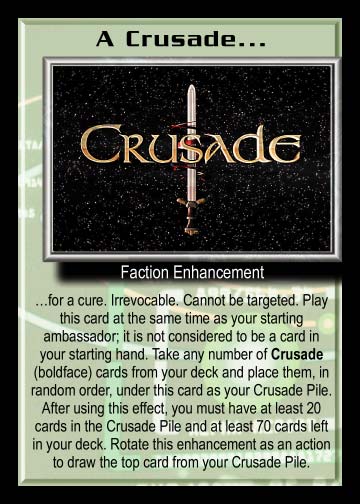 A Crusade...
CRUSADE
Faction Enhancement
...for a cure. Irrevocable. Cannot be targeted. Play
this card at the same time as your starting
ambassador; it is not considered to be a card in
your starting hand. Take any number of Crusade
(boldface) cards from your deck and place them, in
random order, under this card as your Crusade Pile.
After using this effect, you must have at least 20
cards in the Crusade Pile and at least 70 cards left
in your deck. Rotate this enhancement as an action
to draw the top card from your Crusade Pile.